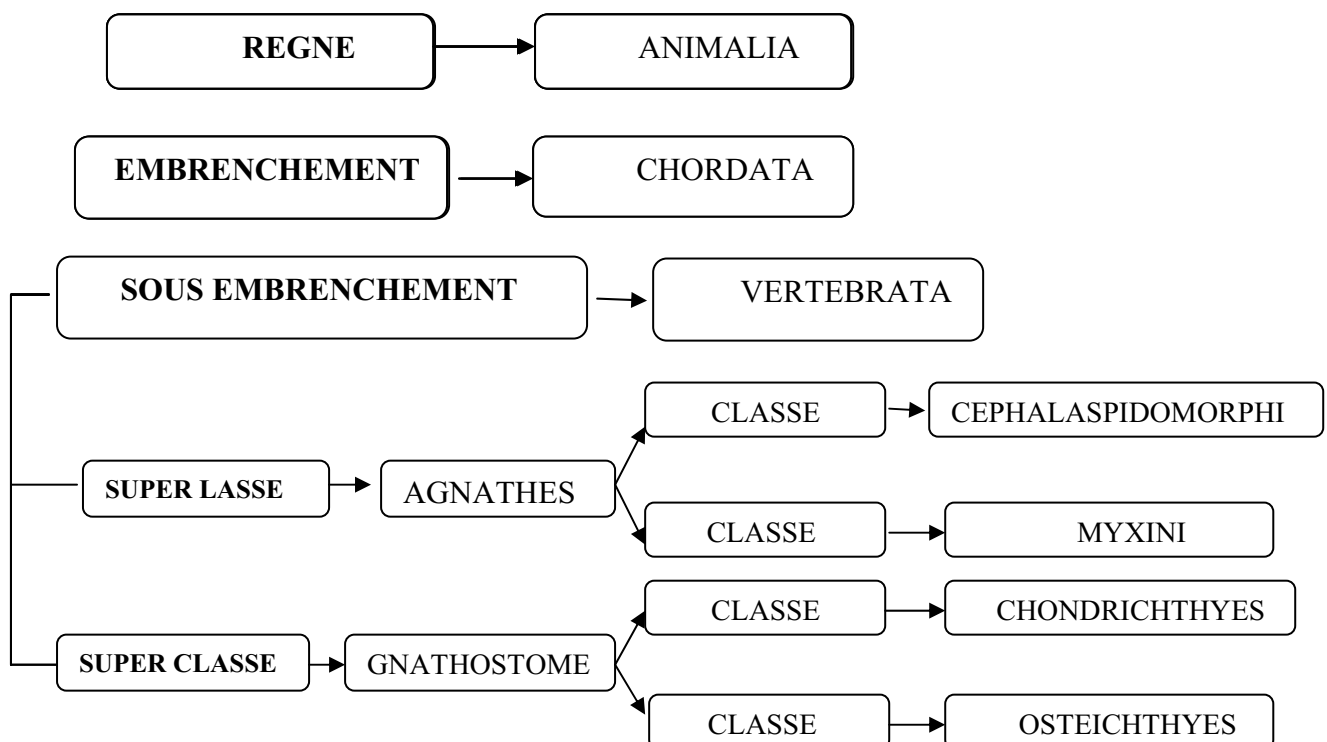 REGNE
ANIMALIA
EMBRENCHEMENT
CHORDATA
SOUS EMBRENCHEMENT
VERTEBRATA
CLASSE
CEPHALASPIDOMORPHI
SUPER LASSE
AGNATHES
CLASSE
MYXINI
CLASSE
CHONDRICHTHYES
SUPER CLASSE
GNATHOSTOME
CLASSE
OSTEICHTHYES